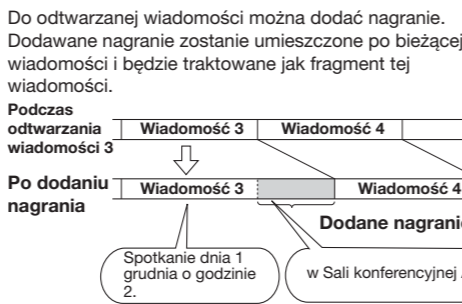 Do odtwarzanej wiadomości można dodać nagranie.
Dodawane nagranie zostanie umieszczone po bieżącej
wiadomości i będzie traktowane jak fragment tej
wiadomości.
Podczas
odtwarzania
wiadomości 3
Wiadomość 3 Wiadomość 4
Po dodaniu
nagrania
Wiadomość 3 Wiadomość 4
Dodane nagranie
Spotkanie dnia 1
grudnia o godzinie
2.
w Sali konferencyjnej